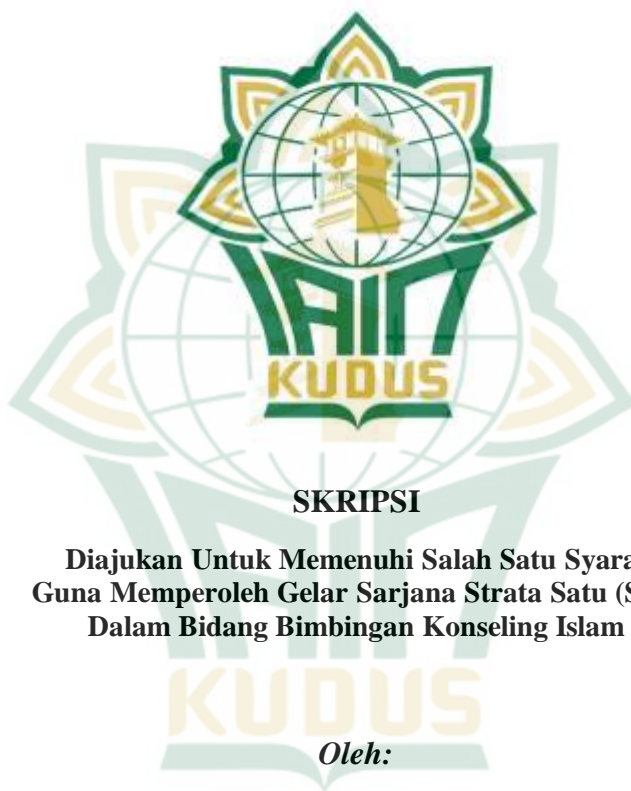 IAIN
KUDUS
SKRIPSI
Diajukan Untuk Memenuhi Salah Satu Syara
Guna Memperoleh Gelar Sarjana Strata Satu (S
Dalam Bidang Bimbingan Konseling Islam
KUDUS
Oleh: